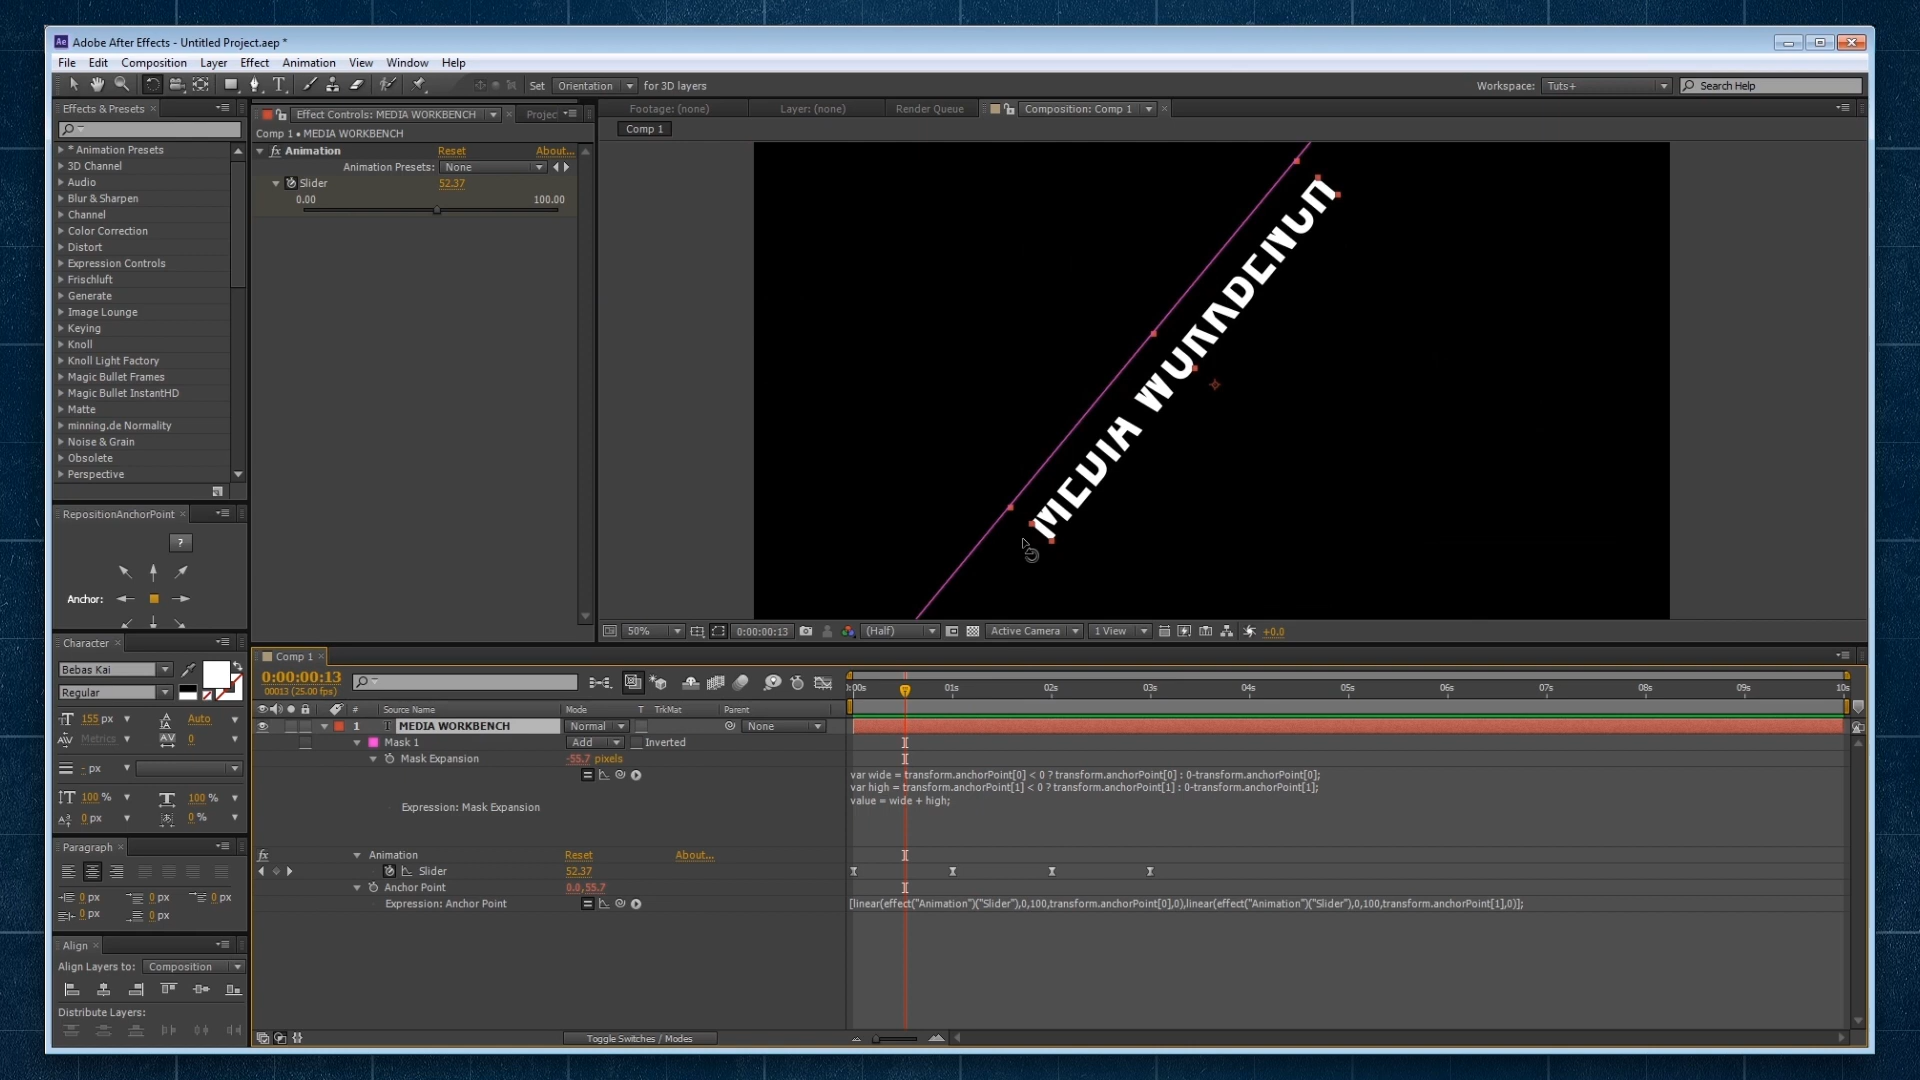 Adobe After Effects - Untitled Project.aep *
File Edit Composition Layer Effect Animation View Window Help
Set Orientation for 3D layers
Workspace: Tuts+ Search Help
Effects & Presets
* Animation Presets
3D Channel
Audio
Blur & Sharpen
Channel
Color Correction
Distort
Expression Controls
Frischluft
Generate
Image Lounge
Keying
Knoll
Knoll Light Factory
Magic Bullet Frames
Magic Bullet InstantHD
Matte
minning.de Normality
Noise & Grain
Obsolete
Perspective
Effect Controls: MEDIA WORKBENCH Projec
Comp 1 • MEDIA WORKBENCH
fx Animation Reset About...
Animation Presets: None
Slider 52.37
0.00 100.00
Footage: (none) Layer: (none) Render Queue Composition: Comp 1
Comp 1
50% 0:00:00:13 (Half) Active Camera 1 View +0.0
RepositionAnchorPoint
?
Anchor:
Character
Bebas Kai
Regular
155 px Auto
Metrics 0
- px
100 % 100 %
0 px 0 %
Paragraph
0 px 0 px 0 px
0 px 0 px
Align
Align Layers to: Composition
Distribute Layers:
Comp 1
0:00:00:13
00013 (25.00 fps)
# Source Name Mode T TrkMat Parent
01s 02s 03s 04s 05s 06s 07s 08s 09s 10s
1 T MEDIA WORKBENCH Normal None
Mask 1 Add Inverted
Mask Expansion -55.7 pixels
Expression: Mask Expansion
var wide = transform.anchorPoint[0] < 0 ? transform.anchorPoint[0] : 0-transform.anchorPoint[0];
var high = transform.anchorPoint[1] < 0 ? transform.anchorPoint[1] : 0-transform.anchorPoint[1];
value = wide + high;
fx Animation Reset About...
Slider 52.37
Anchor Point 0.0,55.7
Expression: Anchor Point
[linear(effect("Animation")("Slider"),0,100,transform.anchorPoint[0],0),linear(effect("Animation")("Slider"),0,100,transform.anchorPoint[1],0)];
Toggle Switches / Modes